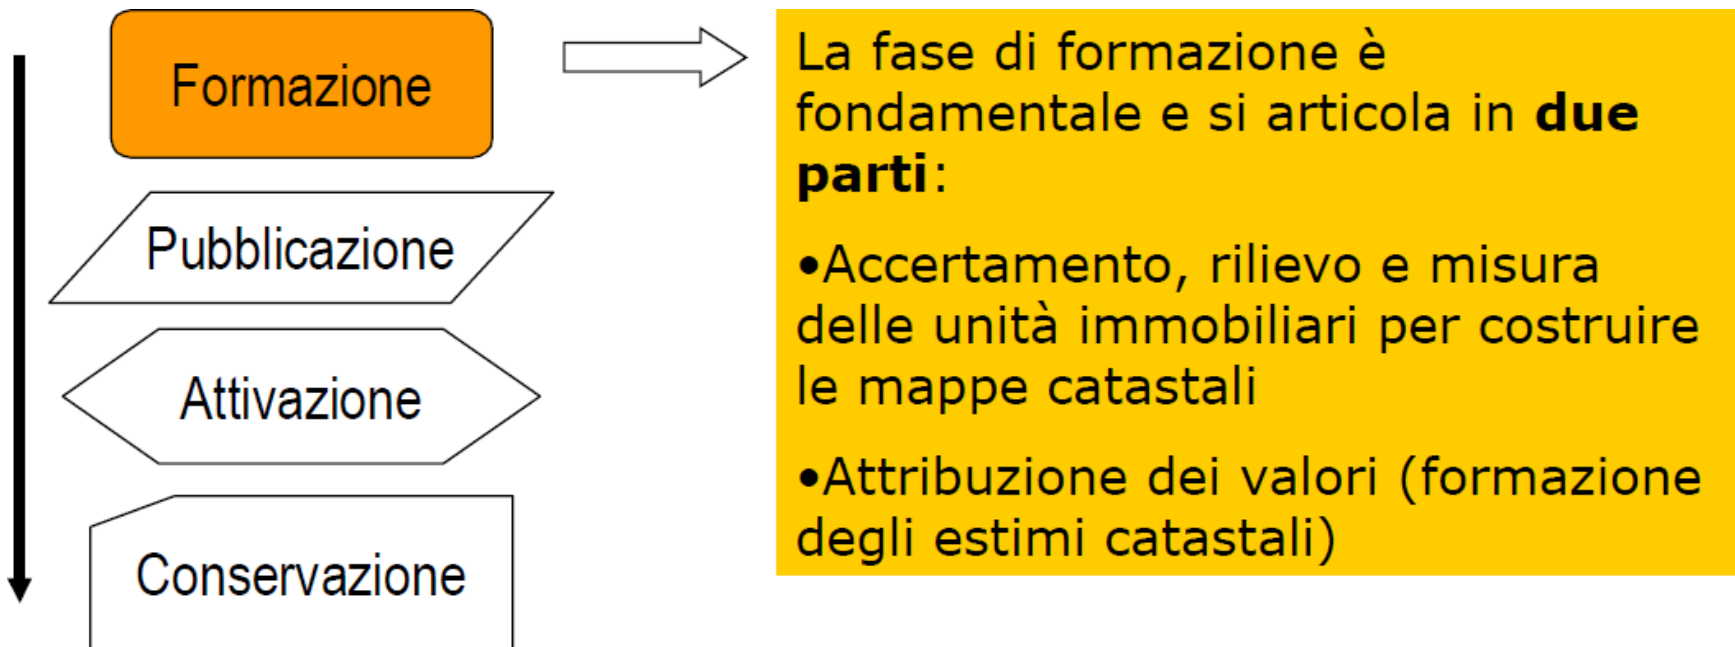 Formazione
Pubblicazione
Attivazione
Conservazione
La fase di formazione è
fondamentale e si articola in due
parti:
•Accertamento, rilievo e misura
delle unità immobiliari per costruire
le mappe catastali
•Attribuzione dei valori (formazione
degli estimi catastali)